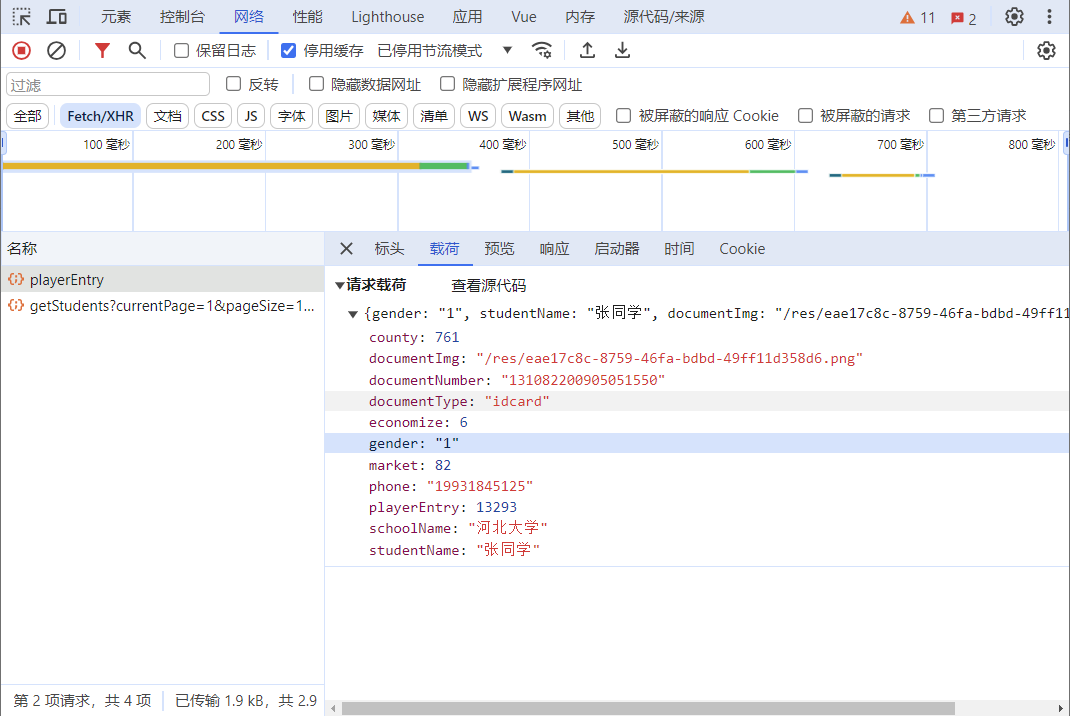 元素 控制台 网络 性能 Lighthouse 应用 Vue 内存 源代码/来源 11 2
保留日志 停用缓存 已停用节流模式
过滤 反转 隐藏数据网址 隐藏扩展程序网址
全部 Fetch/XHR 文档 CSS JS 字体 图片 媒体 清单 WS Wasm 其他 被屏蔽的响应 Cookie 被屏蔽的请求 第三方请求
100 毫秒 200 毫秒 300 毫秒 400 毫秒 500 毫秒 600 毫秒 700 毫秒 800 毫秒
名称
playerEntry
getStudents?currentPage=1&pageSize=1...
标头 载荷 预览 响应 启动器 时间 Cookie
▼请求载荷 查看源代码
▼ {gender: "1", studentName: "张同学", documentImg: "/res/eae17c8c-8759-46fa-bdbd-49ff11
county: 761
documentImg: "/res/eae17c8c-8759-46fa-bdbd-49ff11d358d6.png"
documentNumber: "131082200905051550"
documentType: "idcard"
economize: 6
gender: "1"
market: 82
phone: "19931845125"
playerEntry: 13293
schoolName: "河北大学"
studentName: "张同学"
第 2 项请求，共 4 项 已传输 1.9 kB，共 2.9